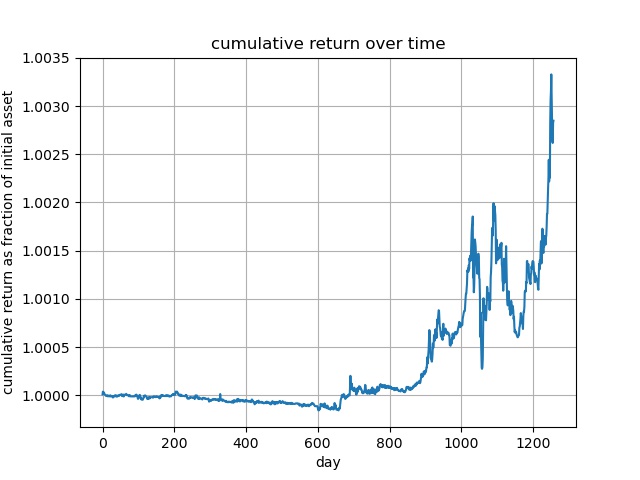 cumulative return over time
cumulative return as fraction of initial asset
1.0035
1.0030
1.0025
1.0020
1.0015
1.0010
1.0005
1.0000
0 200 400 600 800 1000 1200
day